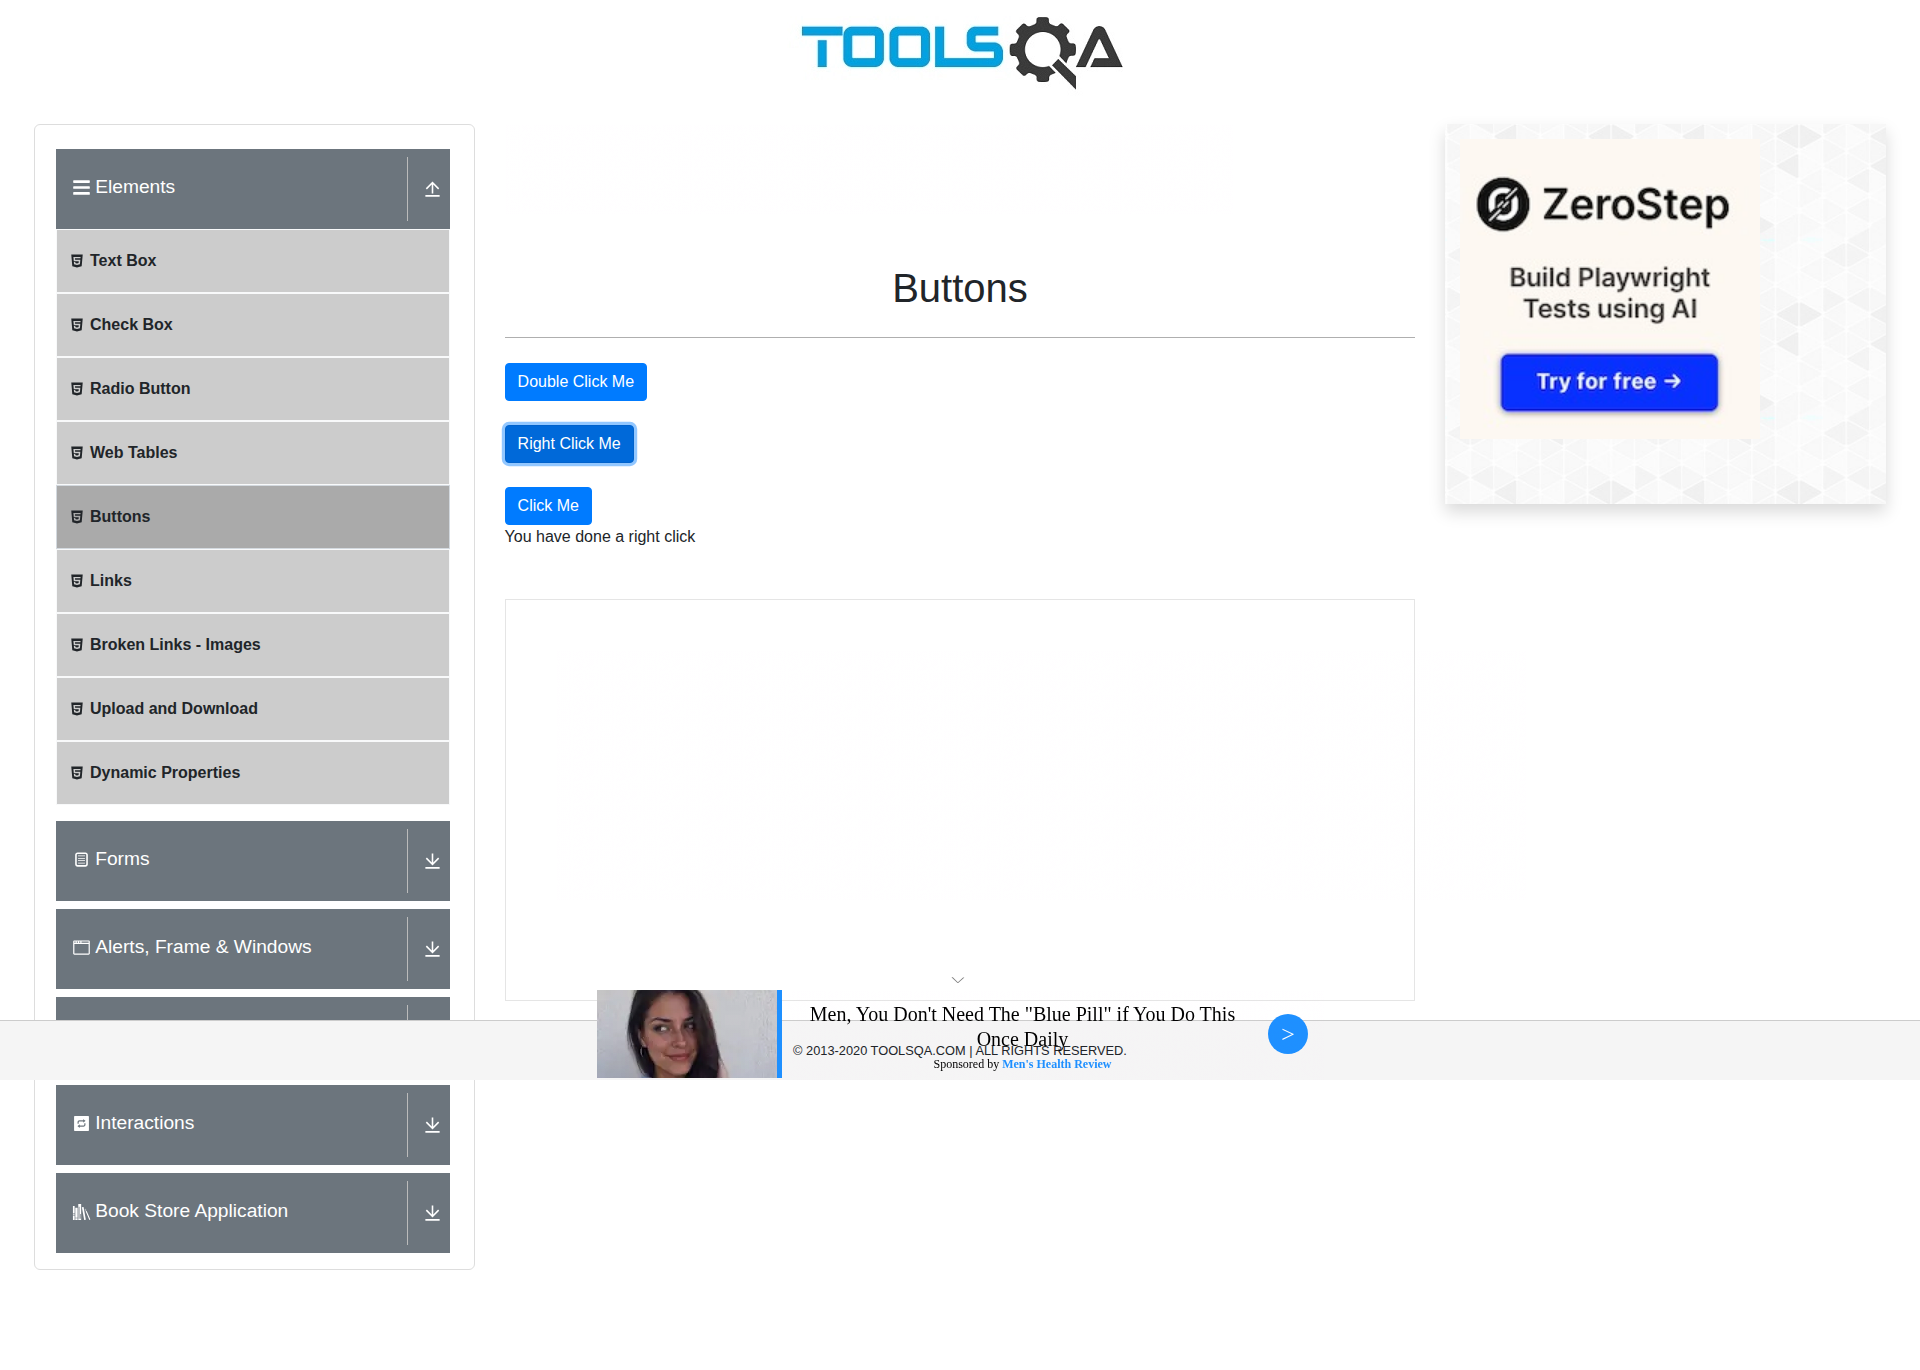 TOOLSQA
Elements
Text Box
Check Box
Radio Button
Web Tables
Buttons
Links
Broken Links - Images
Upload and Download
Dynamic Properties
Forms
Alerts, Frame & Windows
Interactions
Book Store Application
Buttons
Double Click Me
Right Click Me
Click Me
You have done a right click
ZeroStep
Build Playwright
Tests using AI
Try for free →
Men, You Don't Need The "Blue Pill" if You Do This
Once Daily
© 2013-2020 TOOLSQA.COM | ALL RIGHTS RESERVED.
Sponsored by Men's Health Review
>